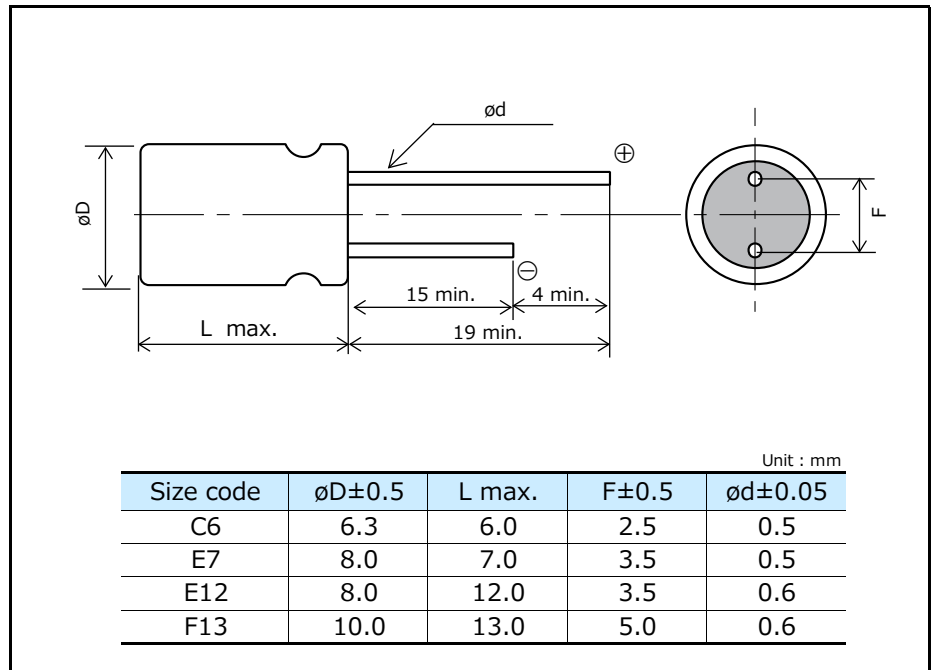 ød
⊕
øD
F
⊖
15 min.
4 min.
L max.
19 min.
Unit : mm
Size code øD±0.5 L max. F±0.5 ød±0.05
C6 6.3 6.0 2.5 0.5
E7 8.0 7.0 3.5 0.5
E12 8.0 12.0 3.5 0.6
F13 10.0 13.0 5.0 0.6